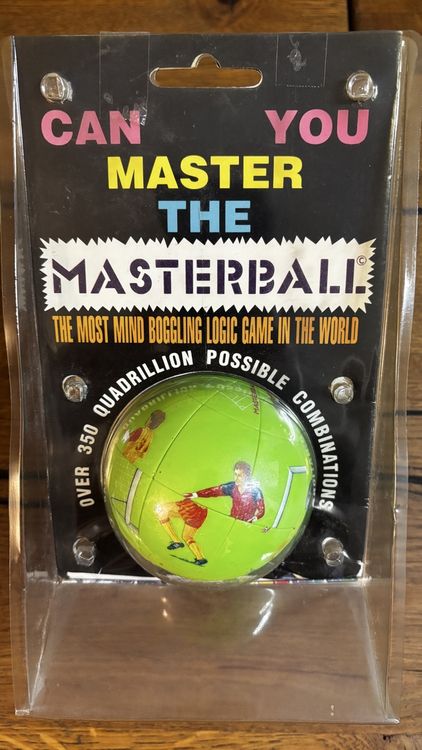 CAN YOU
MASTER
THE
MASTERBALL©
THE MOST MIND BOGGLING LOGIC GAME IN THE WORLD
OVER 350 QUADRILLION POSSIBLE COMBINATIONS